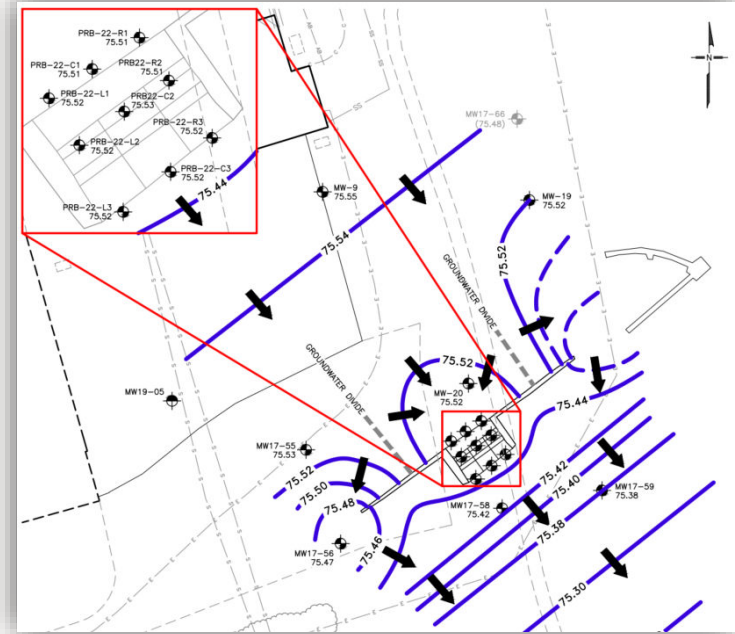 PRB-22-R1
75.51
PRB-22-C1
75.51
PRB22-R2
75.51
PRB-22-L1
75.52
PRB22-C2
75.53
PRB-22-R3
75.52
PRB-22-L2
75.52
PRB-22-C3
75.52
PRB-22-L3
75.52
75.44
N
MW17-66
(75.48)
MW-9
75.55
MW-19
75.52
75.54
75.52
GROUNDWATER DIVIDE
GROUNDWATER DIVIDE
75.52
MW-20
75.52
75.44
MW19-05
MW17-55
75.53
75.52
75.50
75.48
75.46
75.42
75.40
75.38
MW17-59
75.38
MW17-58
75.42
MW17-56
75.47
75.30